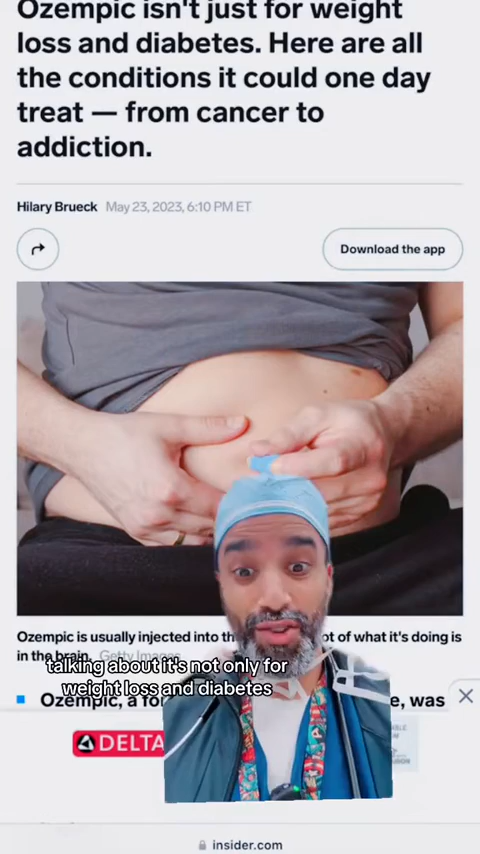 Ozempic isn't just for weight
loss and diabetes. Here are all
the conditions it could one day
treat — from cancer to
addiction.
Hilary Brueck May 23, 2023, 6:10 PM ET
Download the app
Ozempic is usually injected into ot of what it's doing is
in the brain. Getty Images
talking about it's not only for
weight loss and diabetes
Ozempic, a , was
DELTA
insider.com